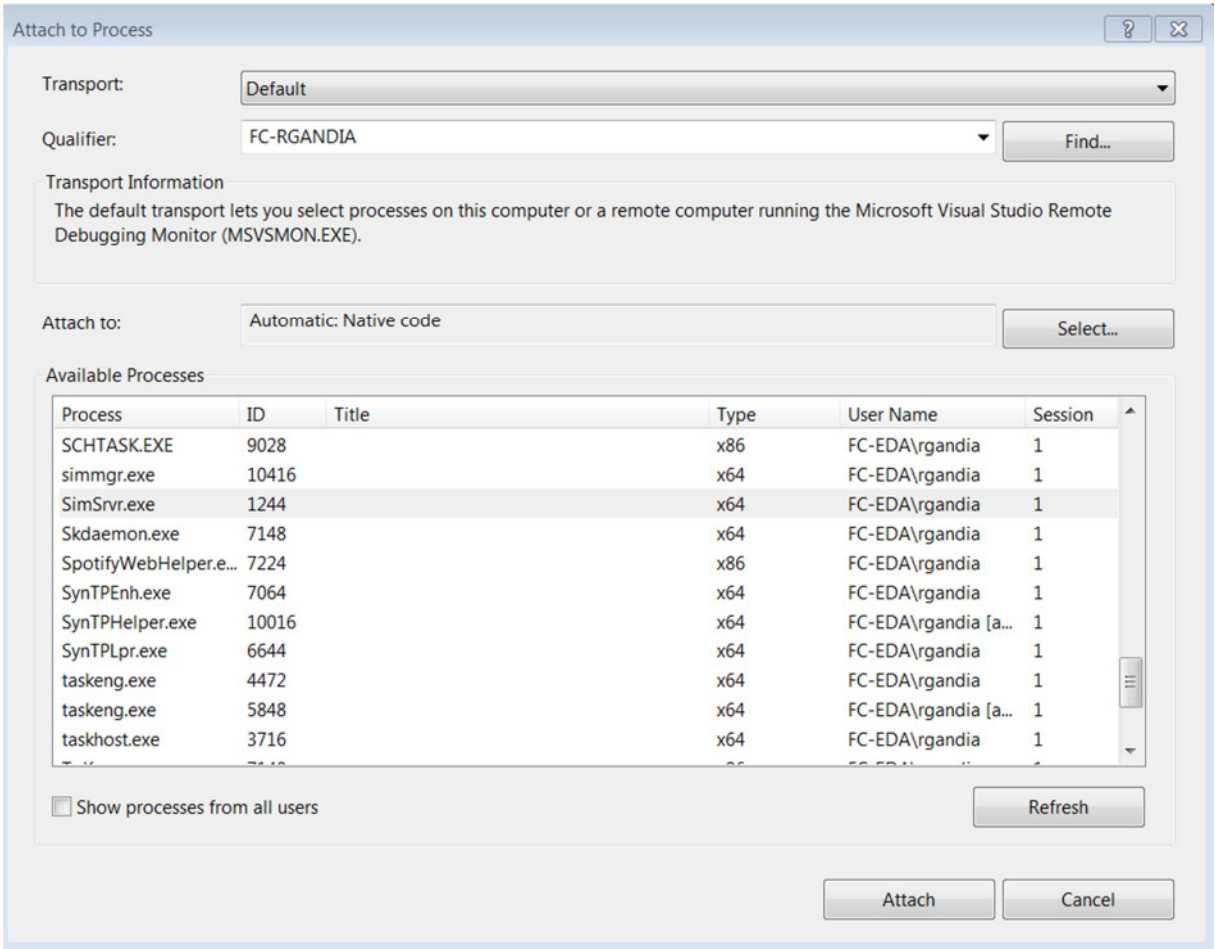 Attach to Process
Transport: Default
Qualifier: FC-RGANDIA Find...
Transport Information
The default transport lets you select processes on this computer or a remote computer running the Microsoft Visual Studio Remote
Debugging Monitor (MSVSMON.EXE).
Attach to: Automatic: Native code Select...
Available Processes
Process ID Title Type User Name Session
SCHTASK.EXE 9028 x86 FC-EDA\rgandia 1
simmgr.exe 10416 x64 FC-EDA\rgandia 1
SimSrvr.exe 1244 x64 FC-EDA\rgandia 1
Skdaemon.exe 7148 x64 FC-EDA\rgandia 1
SpotifyWebHelper.e... 7224 x86 FC-EDA\rgandia 1
SynTPEnh.exe 7064 x64 FC-EDA\rgandia 1
SynTPHelper.exe 10016 x64 FC-EDA\rgandia [a... 1
SynTPLpr.exe 6644 x64 FC-EDA\rgandia 1
taskeng.exe 4472 x64 FC-EDA\rgandia 1
taskeng.exe 5848 x64 FC-EDA\rgandia [a... 1
taskhost.exe 3716 x64 FC-EDA\rgandia 1
Show processes from all users Refresh
Attach Cancel